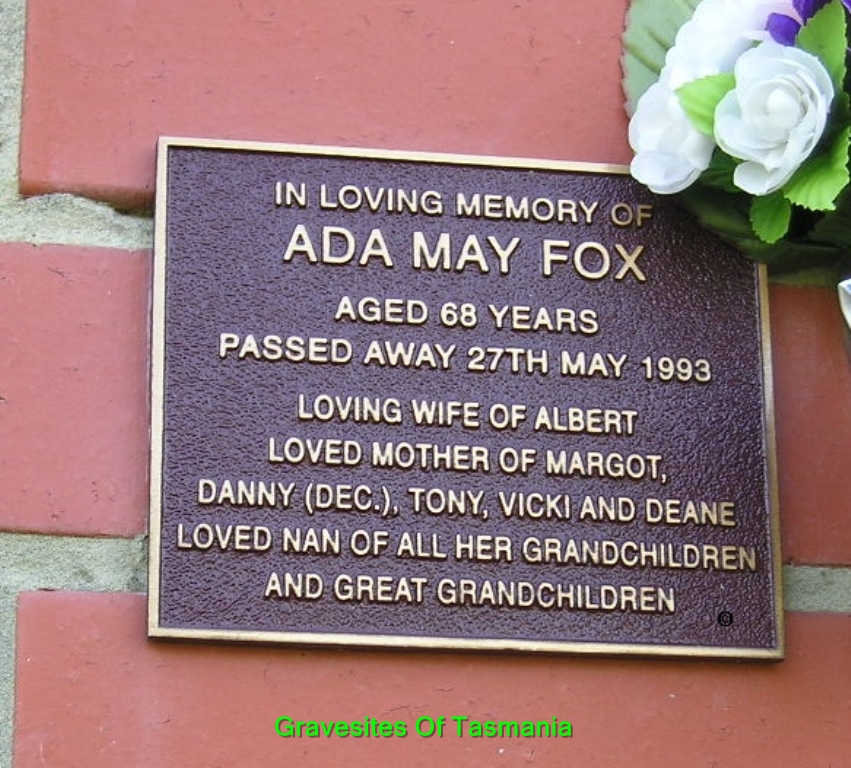 IN LOVING MEMORY OF
ADA MAY FOX
AGED 68 YEARS
PASSED AWAY 27TH MAY 1993
LOVING WIFE OF ALBERT
LOVED MOTHER OF MARGOT,
DANNY (DEC.), TONY, VICKI AND DEANE
LOVED NAN OF ALL HER GRANDCHILDREN
AND GREAT GRANDCHILDREN
©
Gravesites Of Tasmania